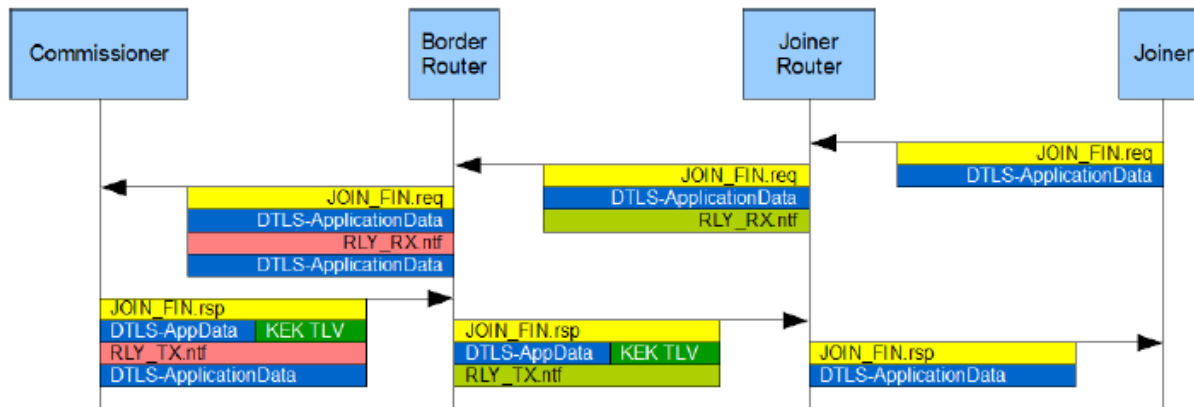 Commissioner
Border
Router
Joiner
Router
Joiner
JOIN_FIN.req
DTLS-ApplicationData
JOIN_FIN.req
DTLS-ApplicationData
RLY_RX.ntf
JOIN_FIN.req
DTLS-ApplicationData
RLY_RX.ntf
DTLS-ApplicationData
JOIN_FIN.rsp
DTLS-AppData KEK TLV
RLY_TX.ntf
DTLS-ApplicationData
JOIN_FIN.rsp
DTLS-AppData KEK TLV
RLY_TX.ntf
JOIN_FIN.rsp
DTLS-ApplicationData